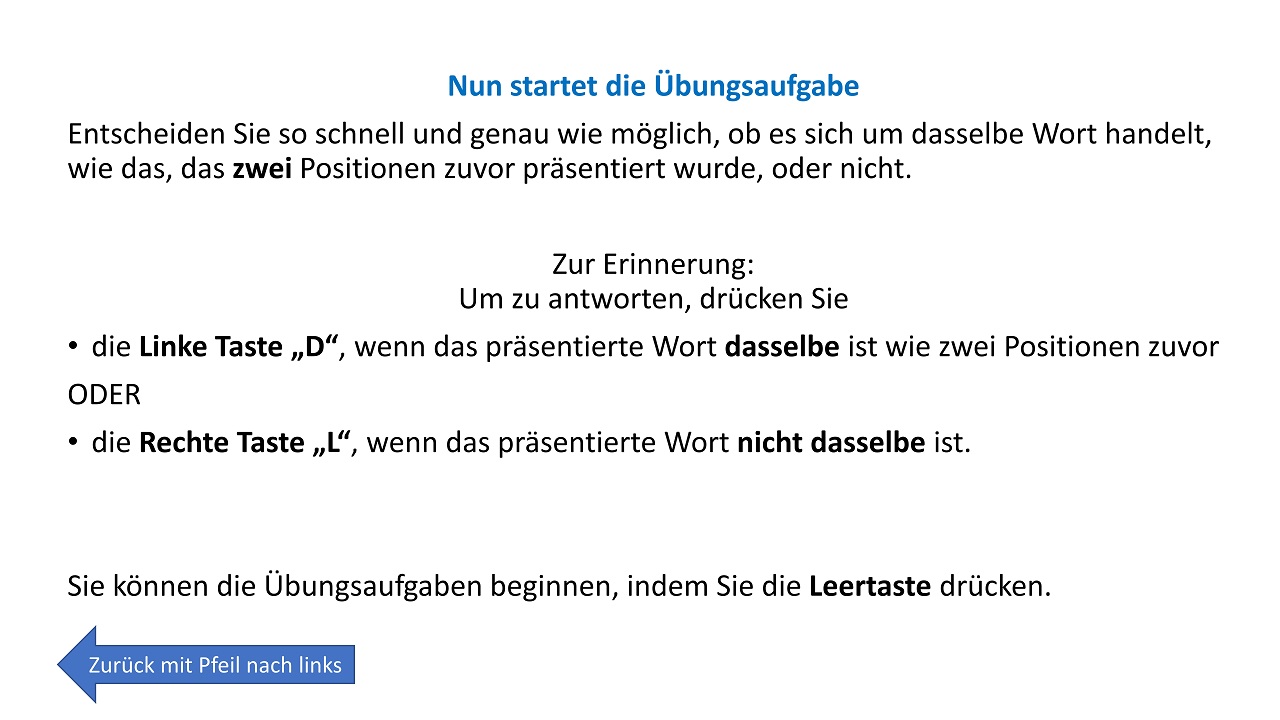 Nun startet die Übungsaufgabe
Entscheiden Sie so schnell und genau wie möglich, ob es sich um dasselbe Wort handelt,
wie das, das zwei Positionen zuvor präsentiert wurde, oder nicht.
Zur Erinnerung:
Um zu antworten, drücken Sie
• die Linke Taste „D“, wenn das präsentierte Wort dasselbe ist wie zwei Positionen zuvor
ODER
• die Rechte Taste „L“, wenn das präsentierte Wort nicht dasselbe ist.
Sie können die Übungsaufgaben beginnen, indem Sie die Leertaste drücken.
Zurück mit Pfeil nach links